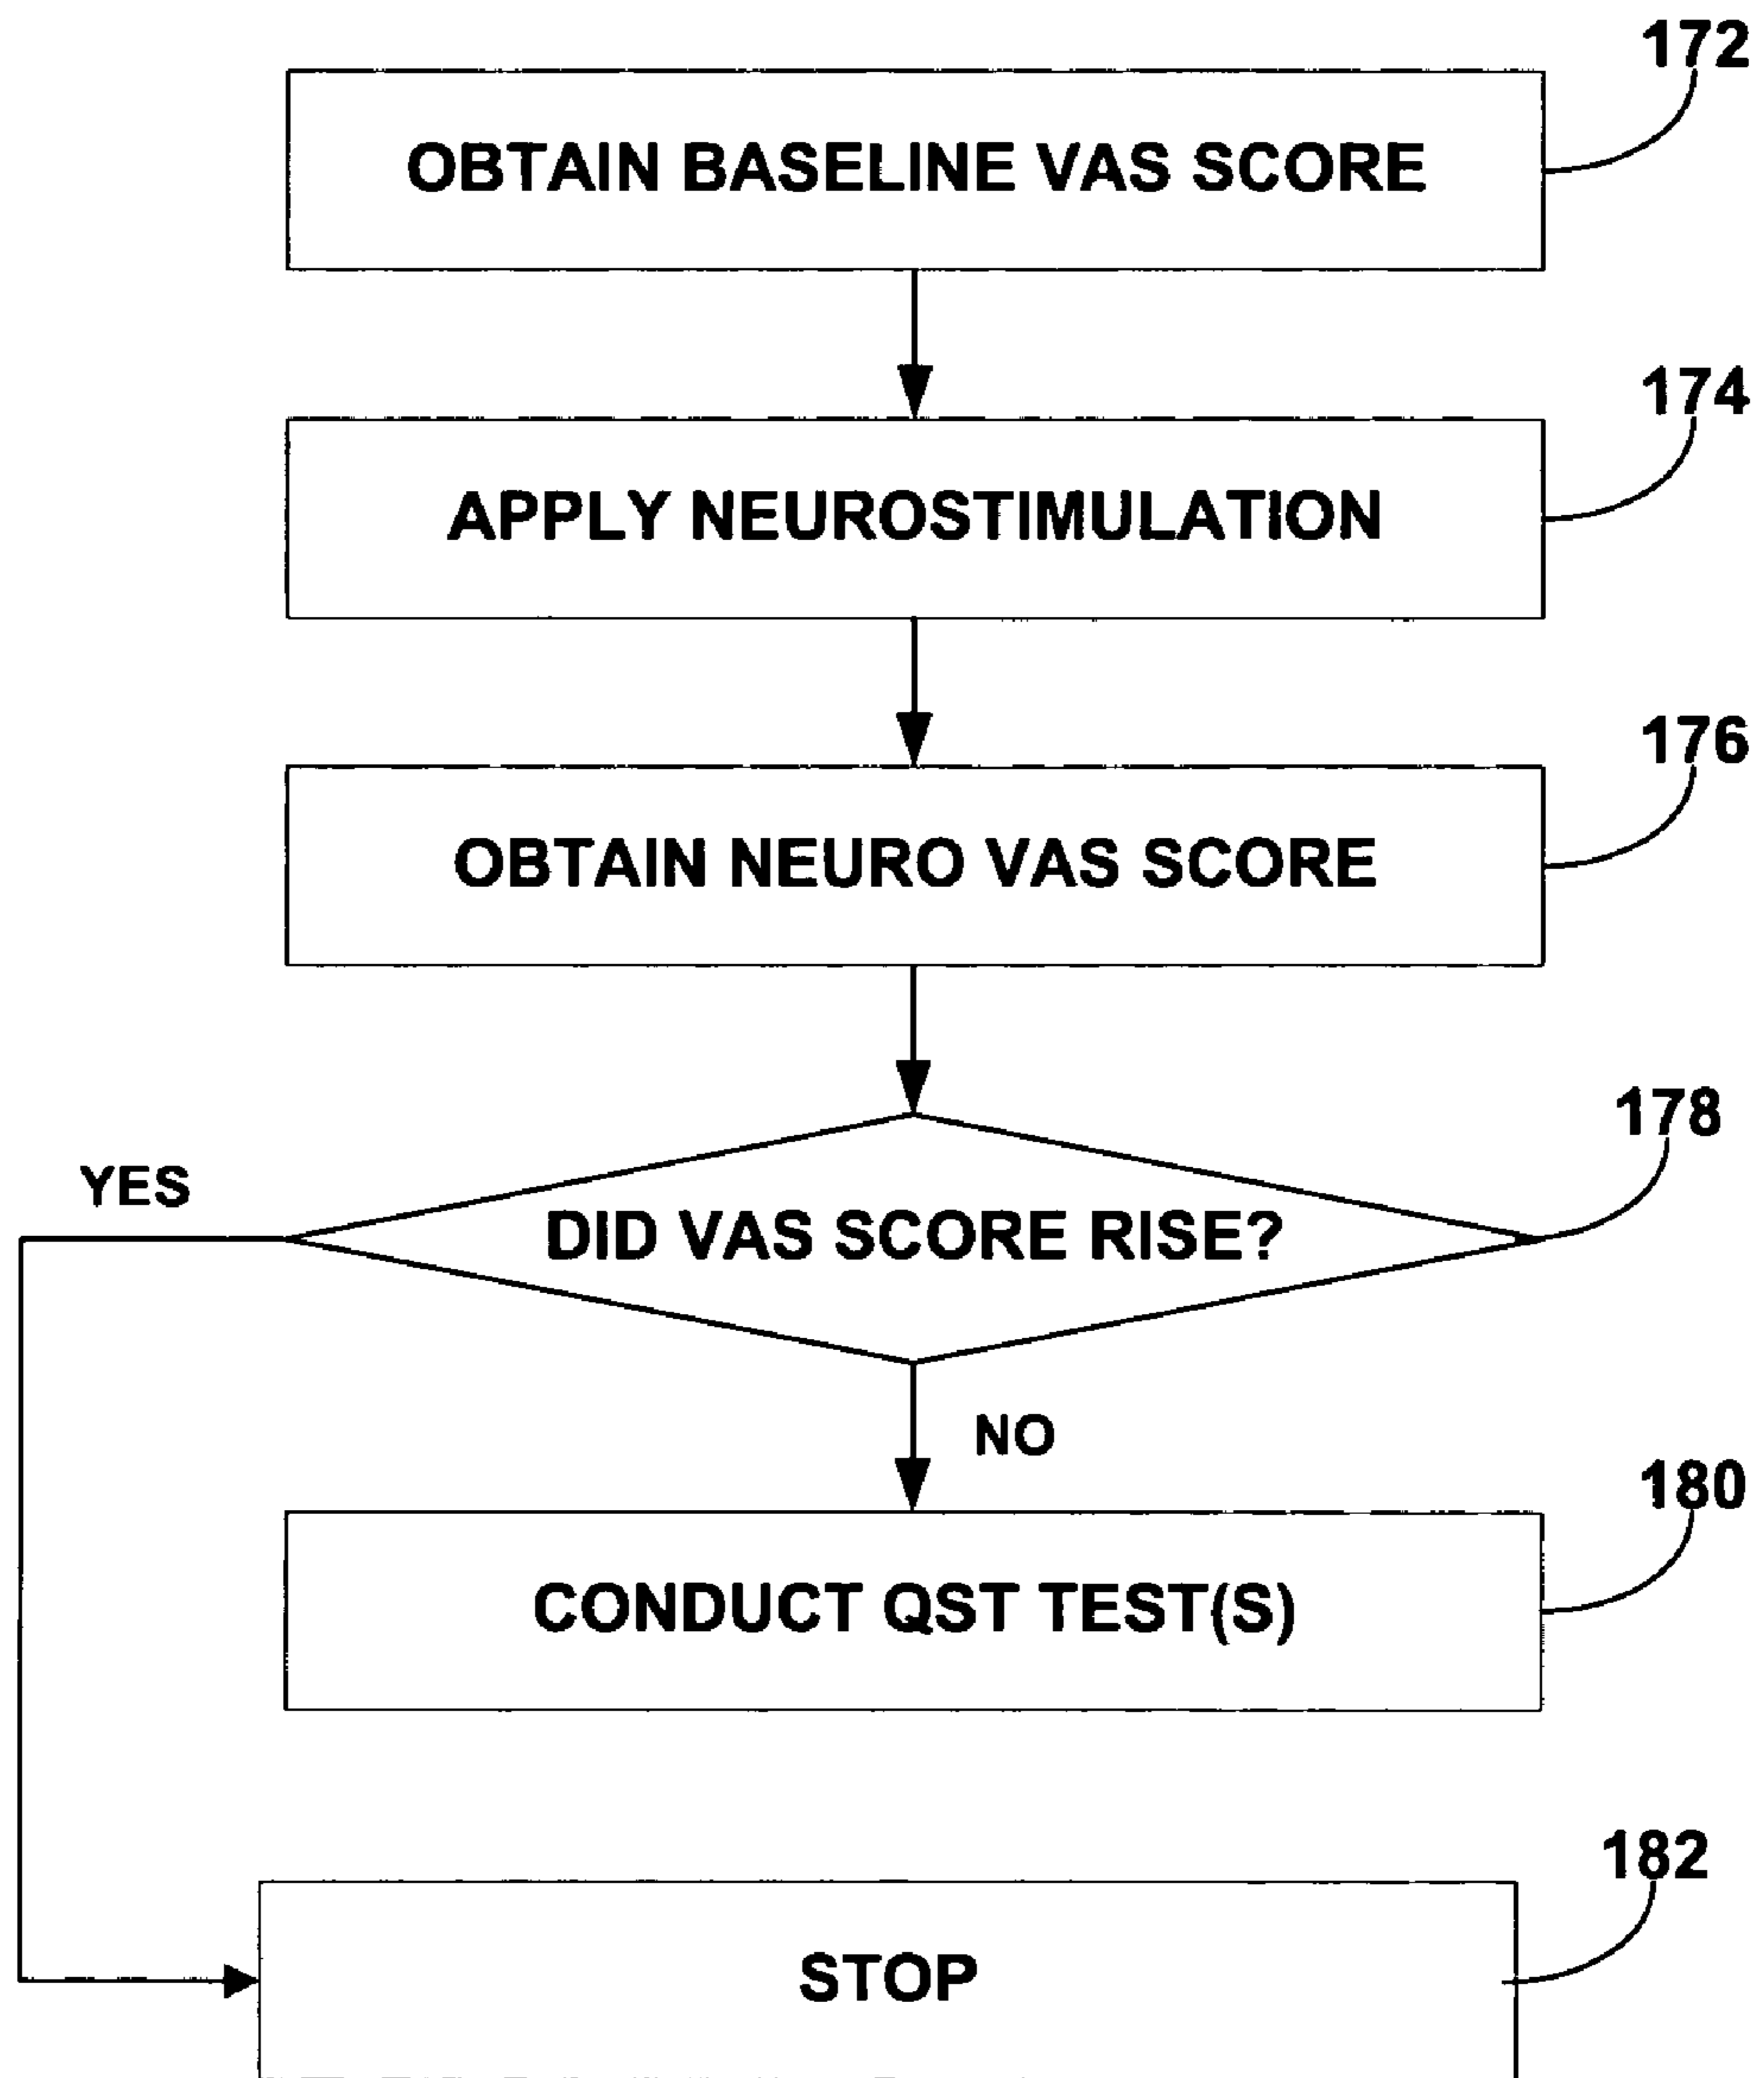 172
OBTAIN BASELINE VAS SCORE
174
APPLY NEUROSTIMULATION
176
OBTAIN NEURO VAS SCORE
178
YES
DID VAS SCORE RISE?
NO
180
CONDUCT QST TEST(S)
182
STOP